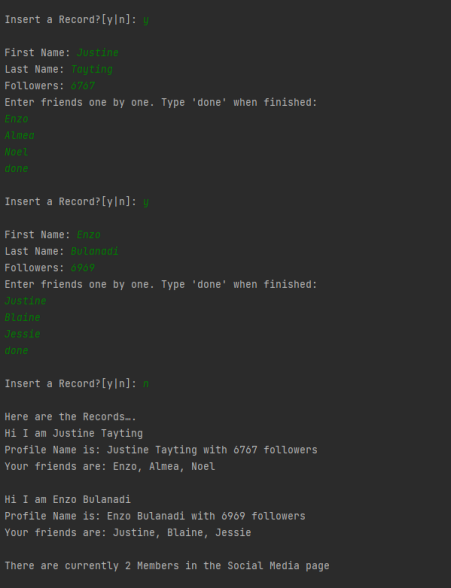 Insert a Record?[y|n]: y
First Name: Justine
Last Name: Tayting
Followers: 6767
Enter friends one by one. Type 'done' when finished:
Enzo
Almea
Noel
done
Insert a Record?[y|n]: y
First Name: Enzo
Last Name: Bulanadi
Followers: 6969
Enter friends one by one. Type 'done' when finished:
Justine
Blaine
Jessie
done
Insert a Record?[y|n]: n
Here are the Records….
Hi I am Justine Tayting
Profile Name is: Justine Tayting with 6767 followers
Your friends are: Enzo, Almea, Noel
Hi I am Enzo Bulanadi
Profile Name is: Enzo Bulanadi with 6969 followers
Your friends are: Justine, Blaine, Jessie
There are currently 2 Members in the Social Media page